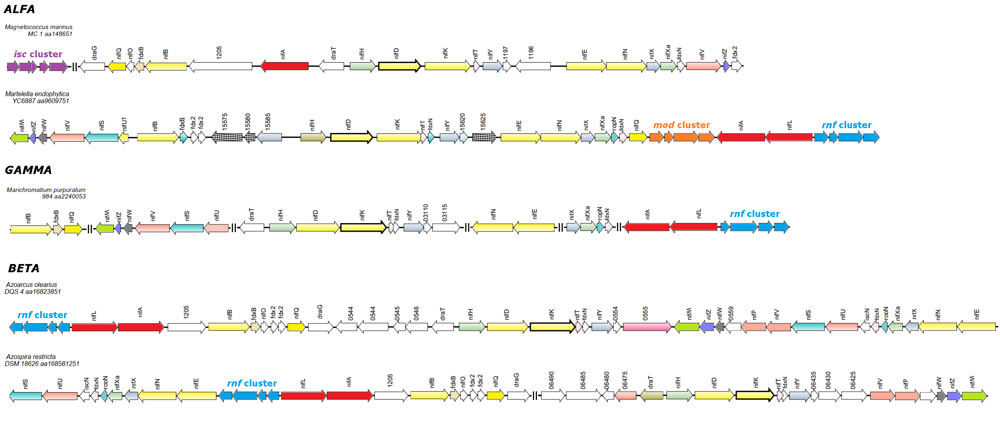 ALFA
Magnetococcus marinus
MC 1 aa148651
isc cluster
draG nifQ nifO fdxB nifB 1205 nifA draT nifH nifD nifK nifT nifY 1197 1196 nifE nifN nifX nifXa fdxN nifV nifZ fdx2
Martelella endophytica
YC6887 aa9609751
nifW nifZ nifW nifV nifS nifU1 nifB fdxB fdx2 fdx2 15575 15580 15585 nifH nifD nifK nifT fdxN nifY 15620 15625 nifE nifN nifX nifXa ropN fdxN nifQ mod cluster nifA nifL rnf cluster
GAMMA
Marichromatium purpuratum
984 aa2240053
nifB fdxB nifQ nifW nifZ nifW nifV nifS nifU draT nifH nifD nifK nifT fdxN nifY 03110 03115 nifN nifE nifX nifXa ropN fdxN nifA nifL rnf cluster
BETA
Azoarcus olearius
DQS 4 aa16823851
rnf cluster nifL nifA 1205 nifB fdxB nifO fdx2 fdx2 nifQ draG 0544 0544 0545 0546 draT nifH nifD nifK nifT fdxN nifY 0554 0555 nifW nifZ nifW 0559 nifP nifV nifS nifU iscN fdxN ropN nifXa nifX nifN nifE
Azospira restricta
DSM 18626 aa168581251
nifS nifU iscN fdxN ropN nifXa nifX nifN nifE rnf cluster nifL nifA 1205 nifB fdxB nifO fdx2 fdx2 nifQ draG 06490 06485 06480 06475 draT nifH nifD nifK nifT fdxN nifY 06435 06430 06425 nifV nifP nifW nifZ nifW